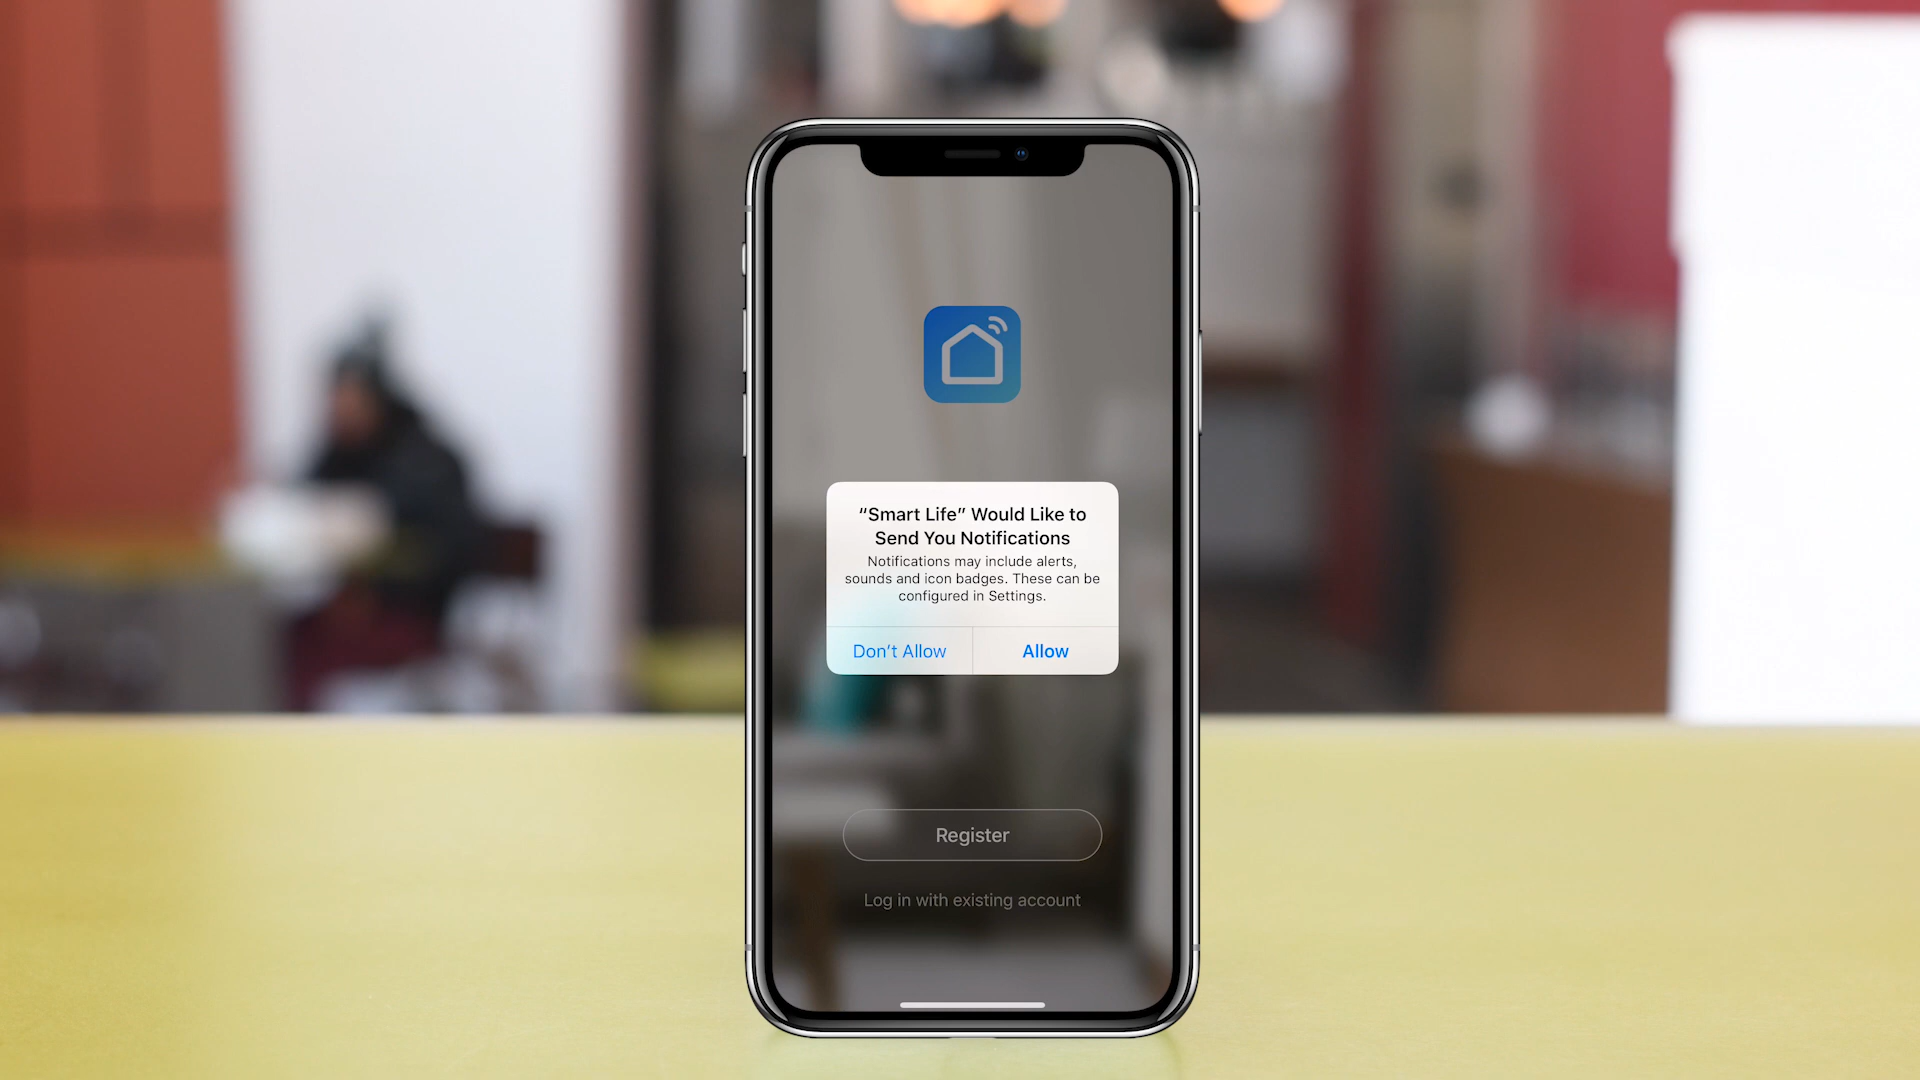 “Smart Life” Would Like to
Send You Notifications
Notifications may include alerts,
sounds and icon badges. These can be
configured in Settings.
Don’t Allow
Allow
Register
Log in with existing account